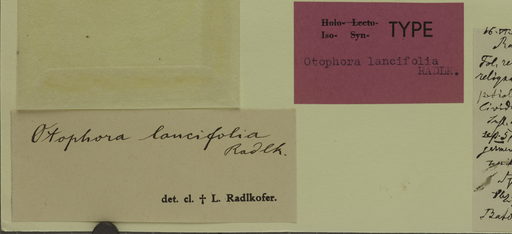 Holo- Lecto- TYPE
Iso- Syn-
Otophora lancifolia
RADLK.
Otophora lancifolia
Radlk.
det. cl. † L. Radlkofer.